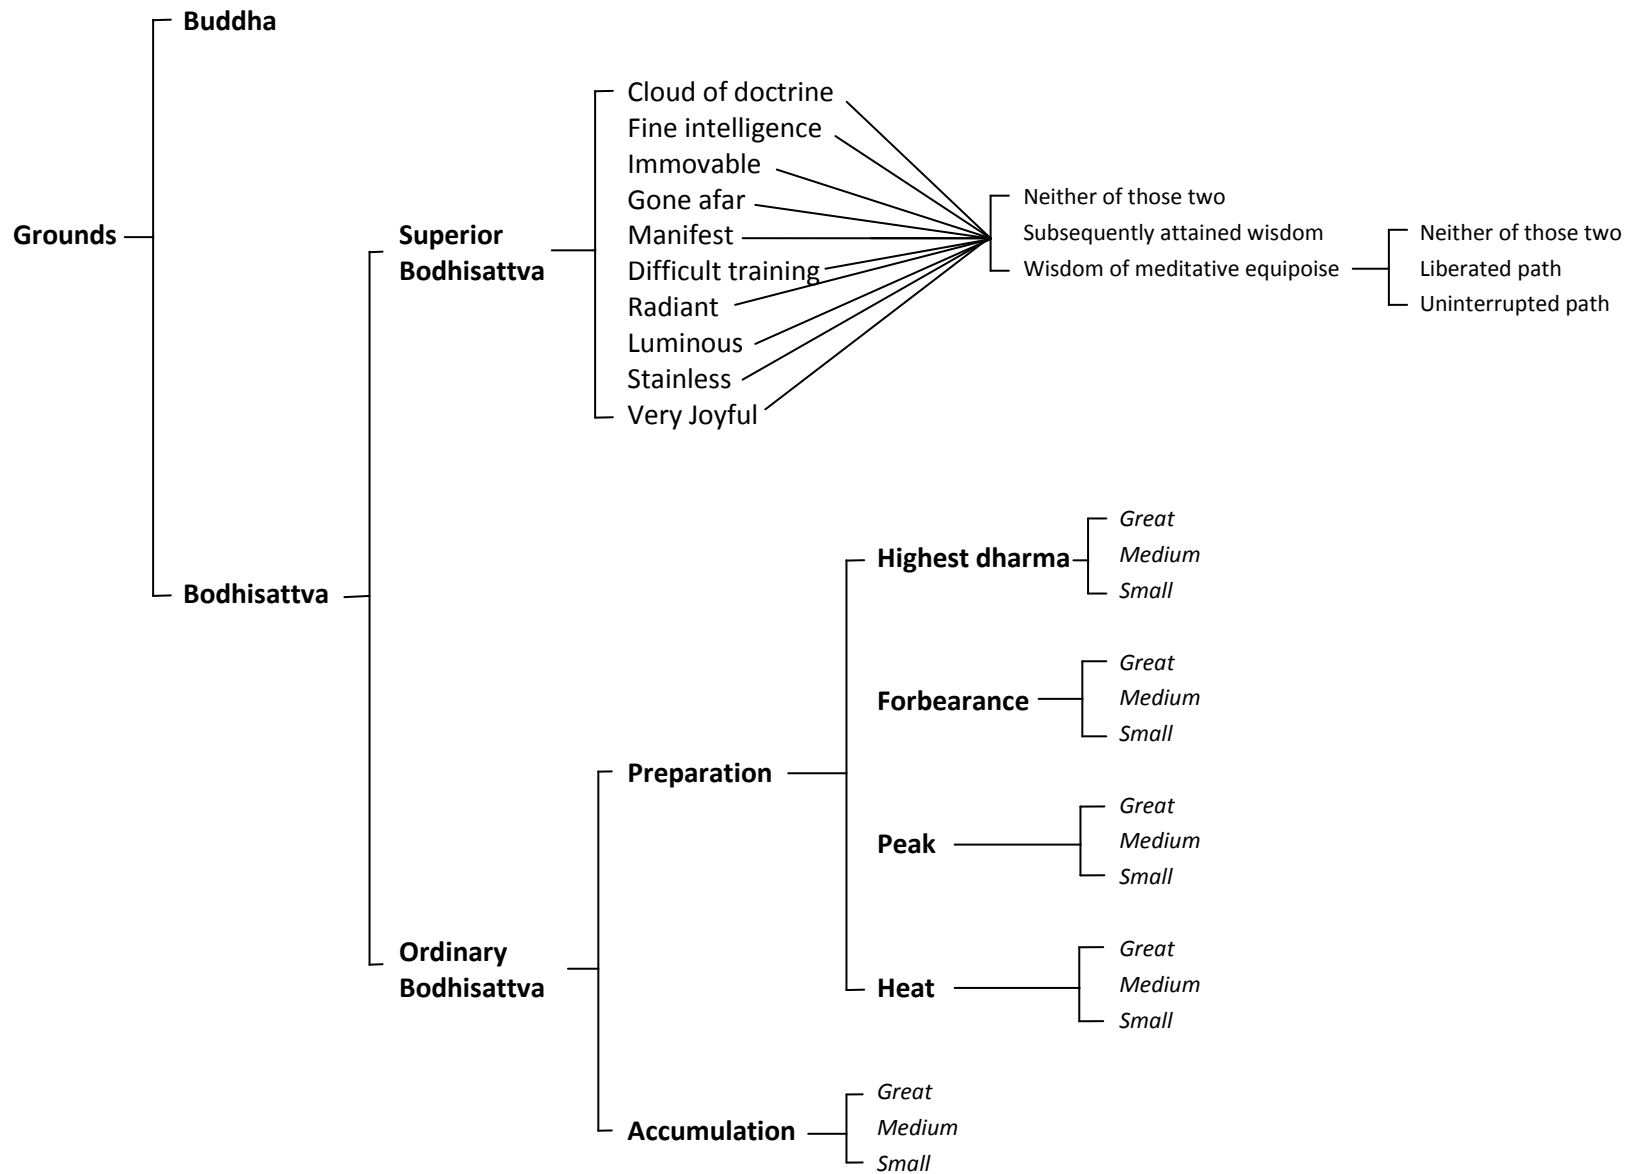 Buddha
Cloud of doctrine
Fine intelligence
Immovable
Gone afar
Manifest
Difficult training
Radiant
Luminous
Stainless
Very Joyful
Neither of those two
Subsequently attained wisdom
Wisdom of meditative equipoise
Neither of those two
Liberated path
Uninterrupted path
Grounds
Superior
Bodhisattva
Bodhisattva
Highest dharma
Great
Medium
Small
Forbearance
Great
Medium
Small
Preparation
Peak
Great
Medium
Small
Ordinary
Bodhisattva
Heat
Great
Medium
Small
Accumulation
Great
Medium
Small